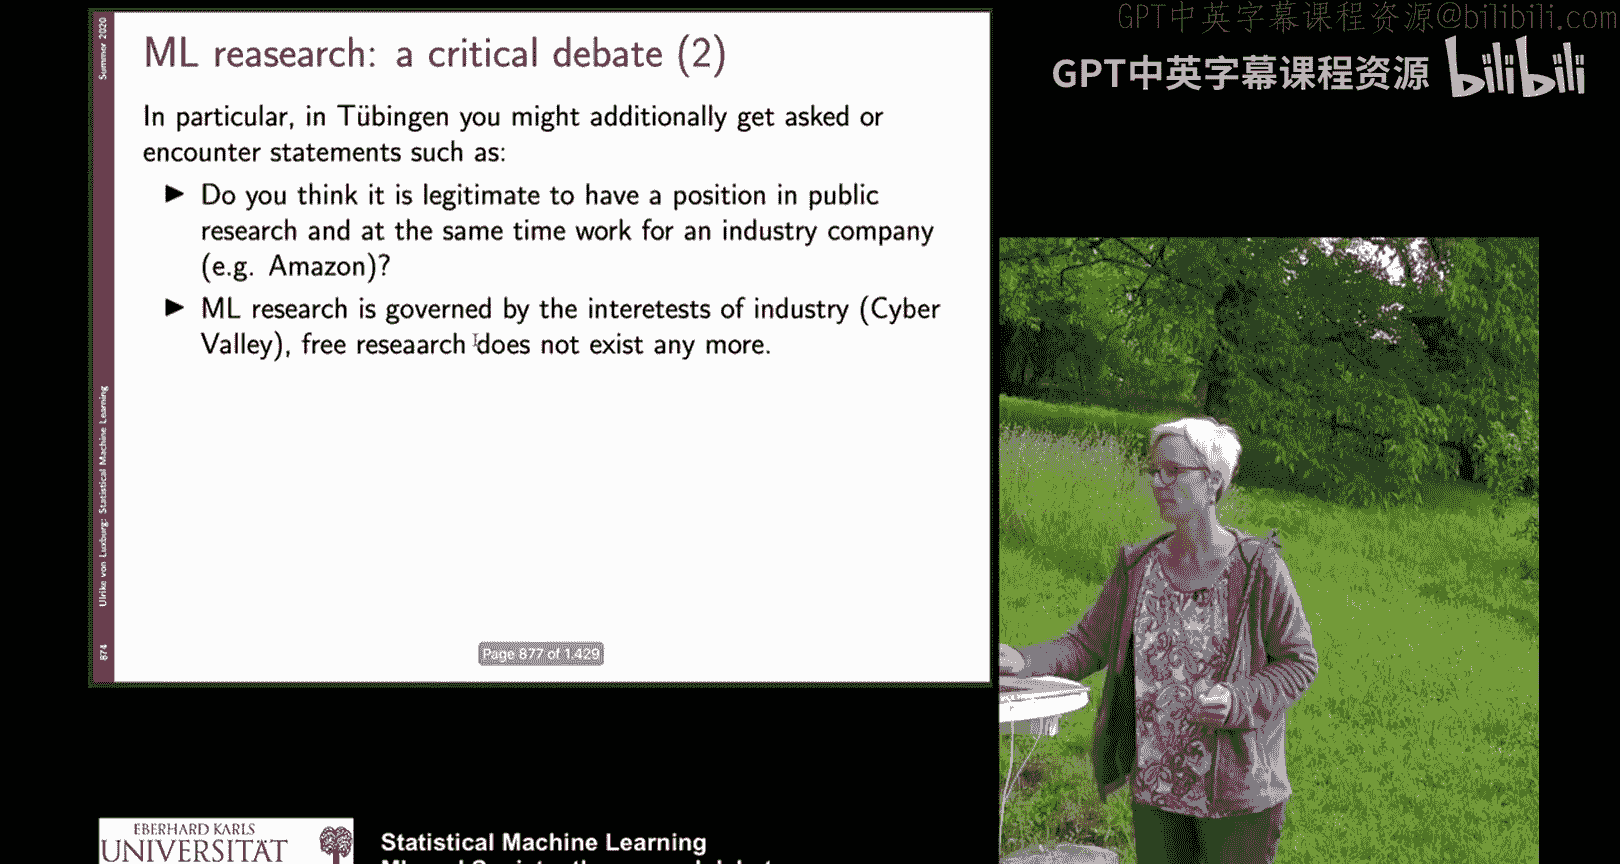 GPT中英字幕课程资源@bilibili.com
GPT中英字幕课程资源 bilibili
Summer 2020
ML reasearch: a critical debate (2)
In particular, in Tübingen you might additionally get asked or
encounter statements such as:
▶ Do you think it is legitimate to have a position in public
research and at the same time work for an industry company
(e.g. Amazon)?
▶ ML research is governed by the interetests of industry (Cyber
Valley), free reseaarch does not exist any more.
Ulrike von Luxburg: Statistical Machine Learning
874
Page 877 of 1.429
EBERHARD KARLS
UNIVERSITÄT
Statistical Machine Learning